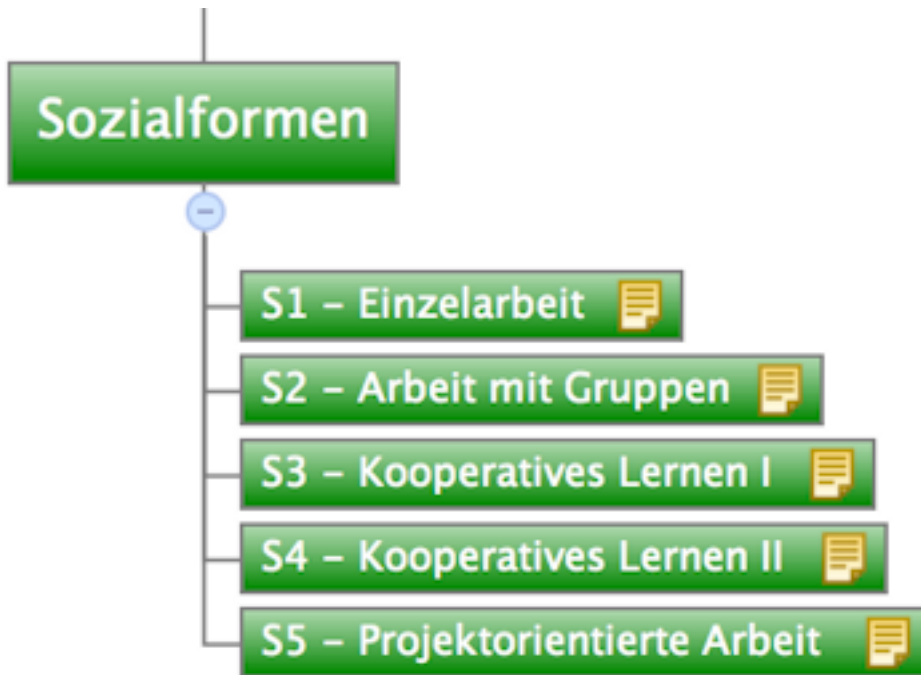 Sozialformen
S1 – Einzelarbeit
S2 – Arbeit mit Gruppen
S3 – Kooperatives Lernen I
S4 – Kooperatives Lernen II
S5 – Projektorientierte Arbeit